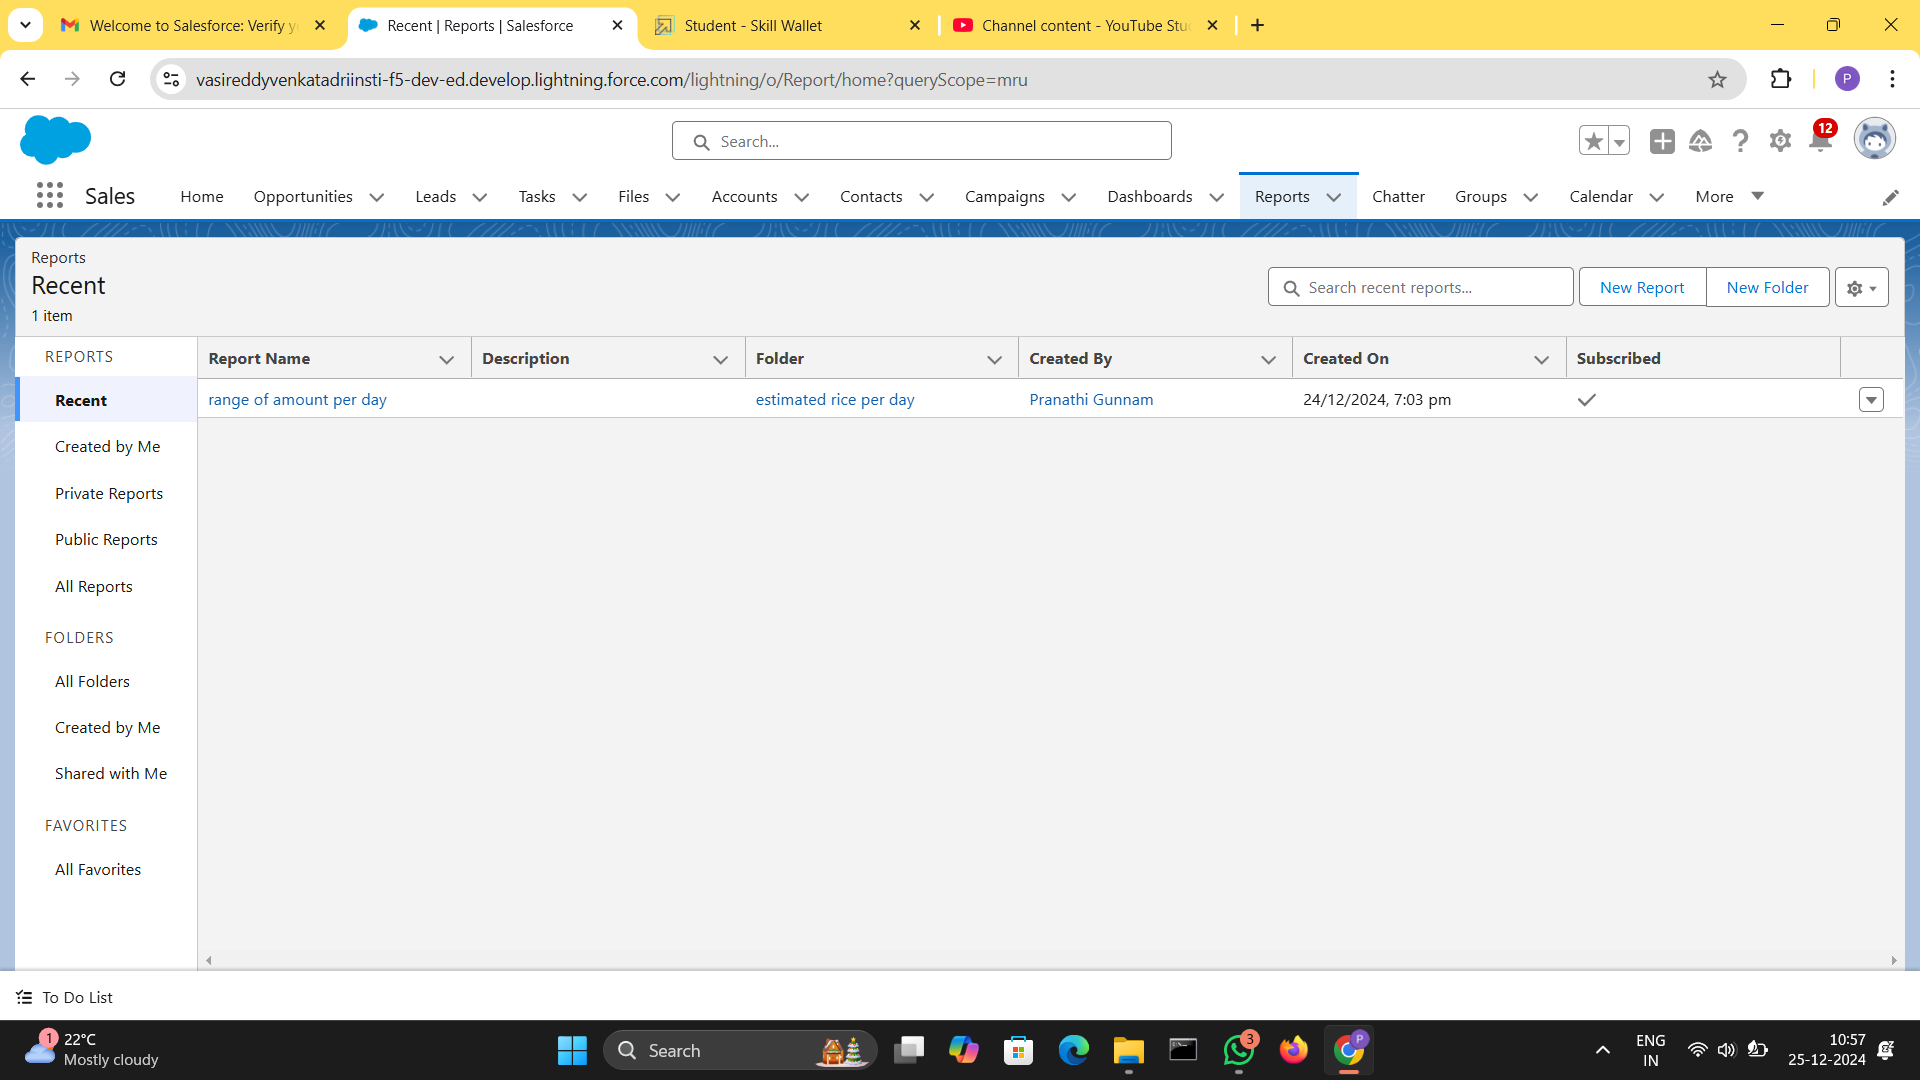 Welcome to Salesforce: Verify y
Recent | Reports | Salesforce
Student - Skill Wallet
Channel content - YouTube Stu
vasireddyvenkatadriinsti-f5-dev-ed.develop.lightning.force.com/lightning/o/Report/home?queryScope=mru
P
Search...
12
Sales
Home
Opportunities
Leads
Tasks
Files
Accounts
Contacts
Campaigns
Dashboards
Reports
Chatter
Groups
Calendar
More
Reports
Recent
1 item
Search recent reports...
New Report
New Folder
REPORTS
Recent
Created by Me
Private Reports
Public Reports
All Reports
FOLDERS
All Folders
Created by Me
Shared with Me
FAVORITES
All Favorites
Report Name
Description
Folder
Created By
Created On
Subscribed
range of amount per day
estimated rice per day
Pranathi Gunnam
24/12/2024, 7:03 pm
To Do List
1
22°C
Mostly cloudy
Search
3
P
ENG
IN
10:57
25-12-2024